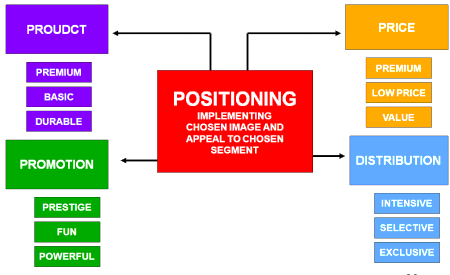 PROUDCT
PREMIUM
BASIC
DURABLE
PRICE
PREMIUM
LOW PRICE
VALUE
POSITIONING
IMPLEMENTING
CHOSEN IMAGE AND
APPEAL TO CHOSEN
SEGMENT
PROMOTION
PRESTIGE
FUN
POWERFUL
DISTRIBUTION
INTENSIVE
SELECTIVE
EXCLUSIVE